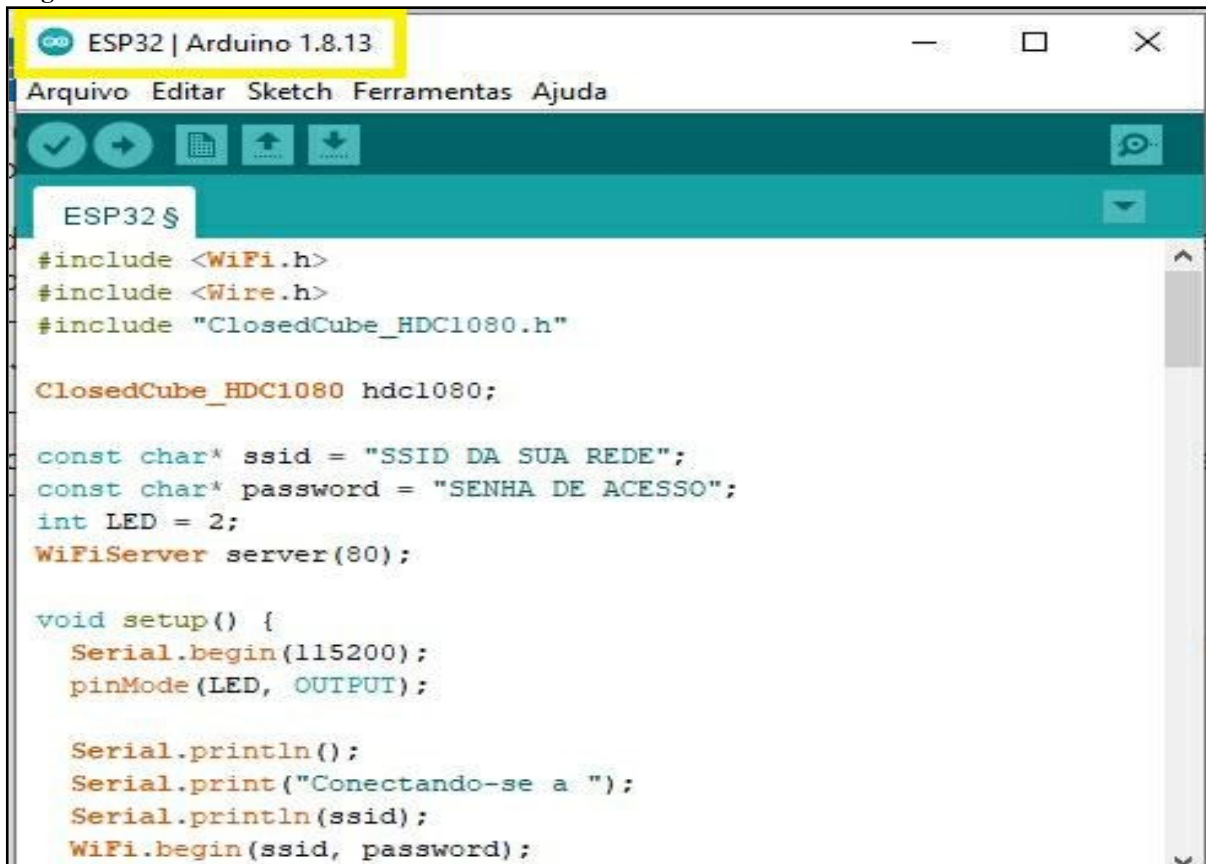 ESP32 | Arduino 1.8.13
Arquivo Editar Sketch Ferramentas Ajuda
ESP32 §
#include <WiFi.h>
#include <Wire.h>
#include "ClosedCube_HDC1080.h"
ClosedCube_HDC1080 hdc1080;
const char* ssid = "SSID DA SUA REDE";
const char* password = "SENHA DE ACESSO";
int LED = 2;
WiFiServer server(80);
void setup() {
Serial.begin(115200);
pinMode(LED, OUTPUT);
Serial.println();
Serial.print("Conectando-se a ");
Serial.println(ssid);
WiFi.begin(ssid, password);